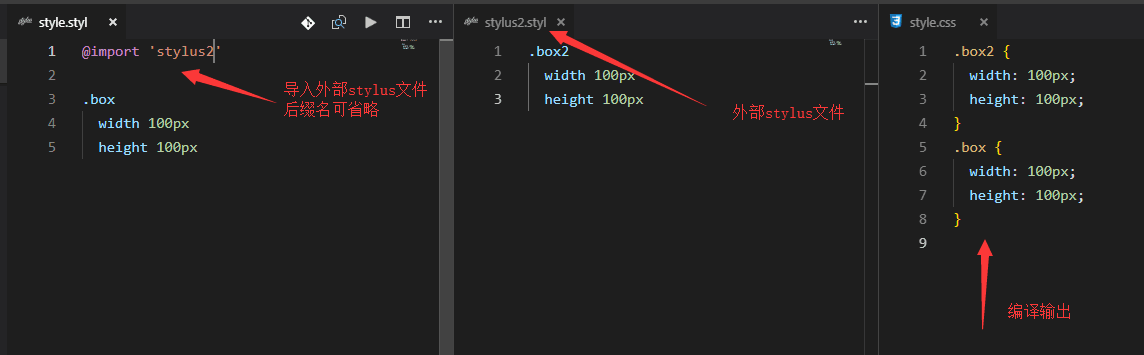 style.styl
1 @import 'stylus2'
2
3 .box
4 width 100px
5 height 100px
导入外部stylus文件
后缀名可省略
stylus2.styl
1 .box2
2 width 100px
3 height 100px
外部stylus文件
style.css
1 .box2 {
2 width: 100px;
3 height: 100px;
4 }
5 .box {
6 width: 100px;
7 height: 100px;
8 }
9
编译输出